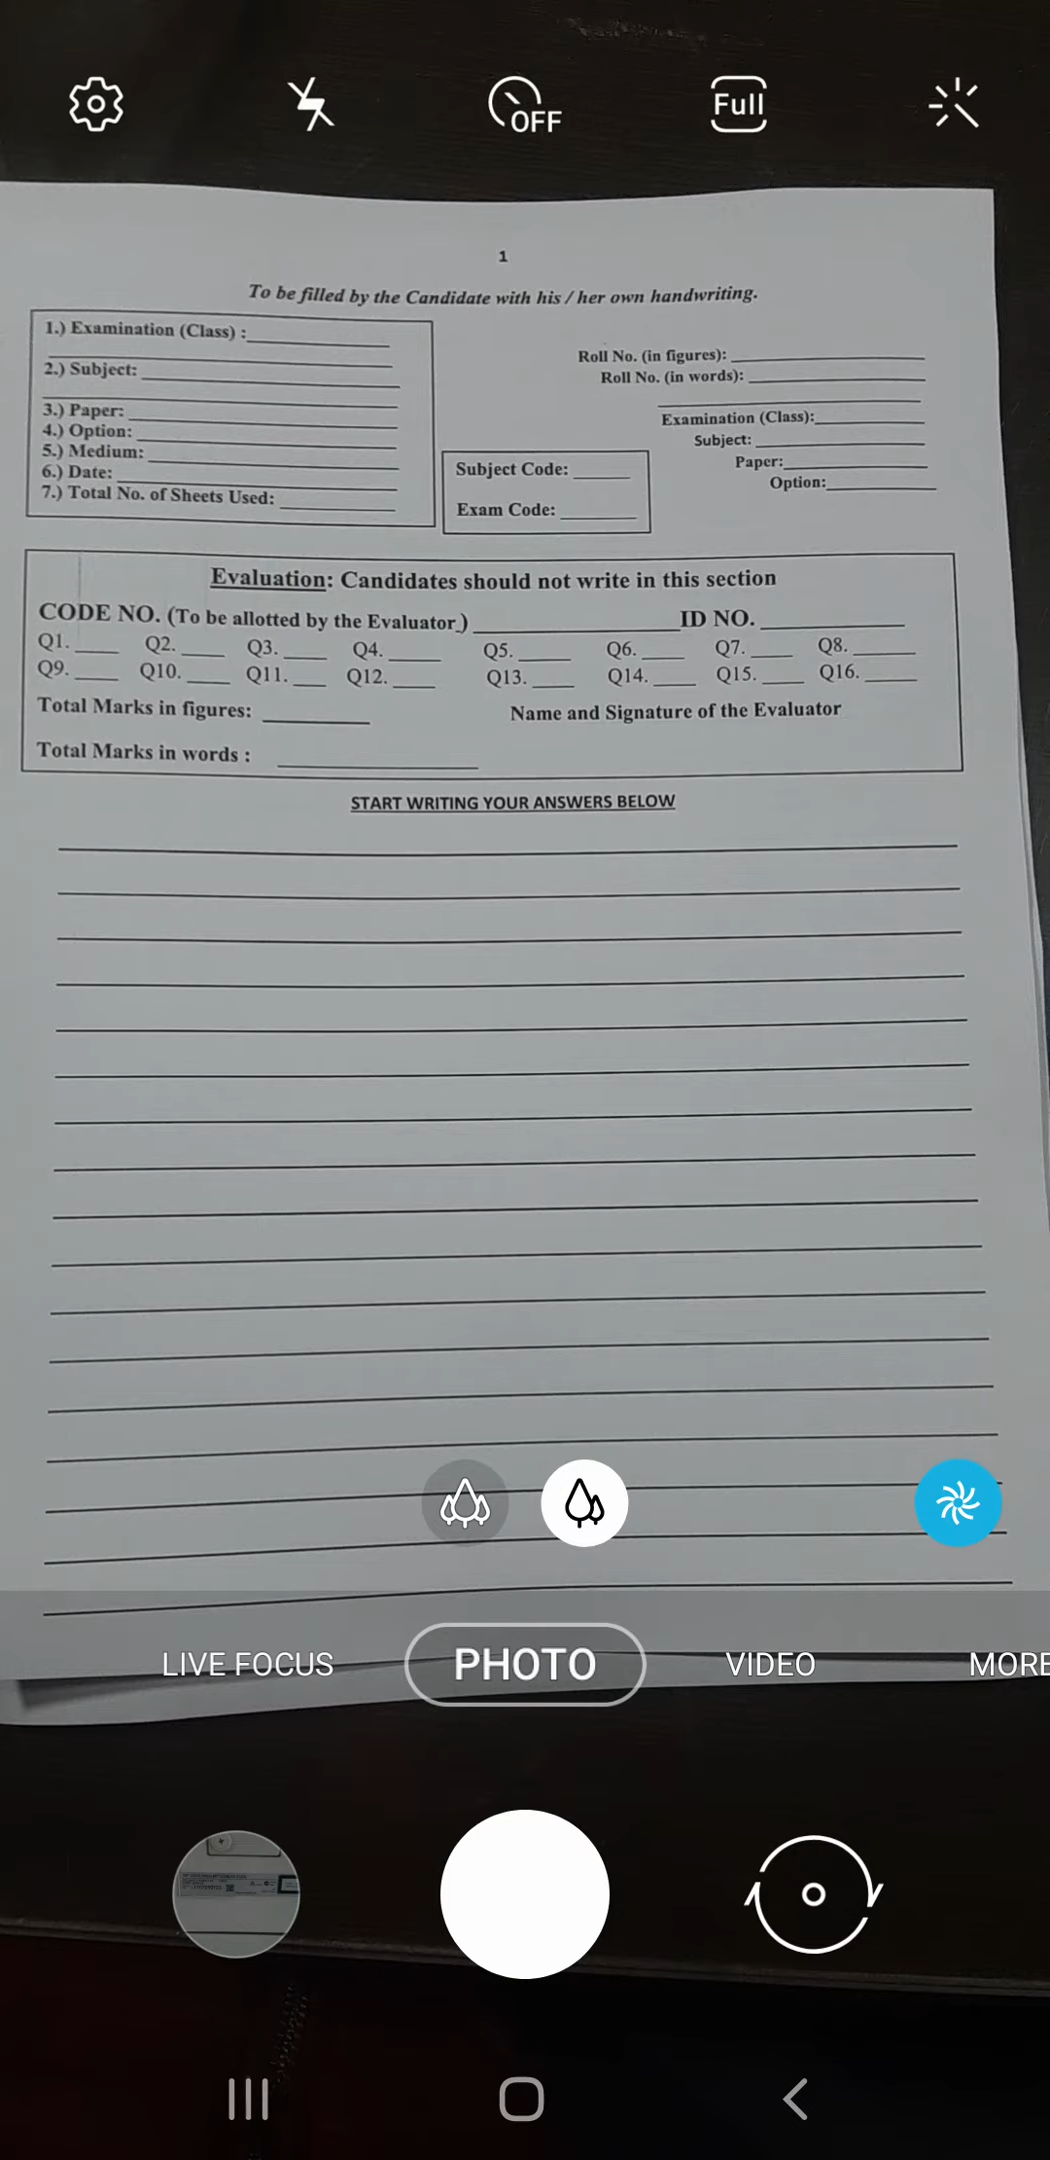 OFF
Full
1
To be filled by the Candidate with his / her own handwriting.
1.) Examination (Class) :
2.) Subject:
3.) Paper:
4.) Option:
5.) Medium:
6.) Date:
7.) Total No. of Sheets Used:
Subject Code:
Exam Code:
Roll No. (in figures):
Roll No. (in words):
Examination (Class):
Subject:
Paper:
Option:
Evaluation: Candidates should not write in this section
CODE NO. (To be allotted by the Evaluator ) ID NO.
Q1. Q2. Q3. Q4. Q5. Q6. Q7. Q8.
Q9. Q10. Q11. Q12. Q13. Q14. Q15. Q16.
Total Marks in figures: Name and Signature of the Evaluator
Total Marks in words :
START WRITING YOUR ANSWERS BELOW
LIVE FOCUS PHOTO VIDEO MORE